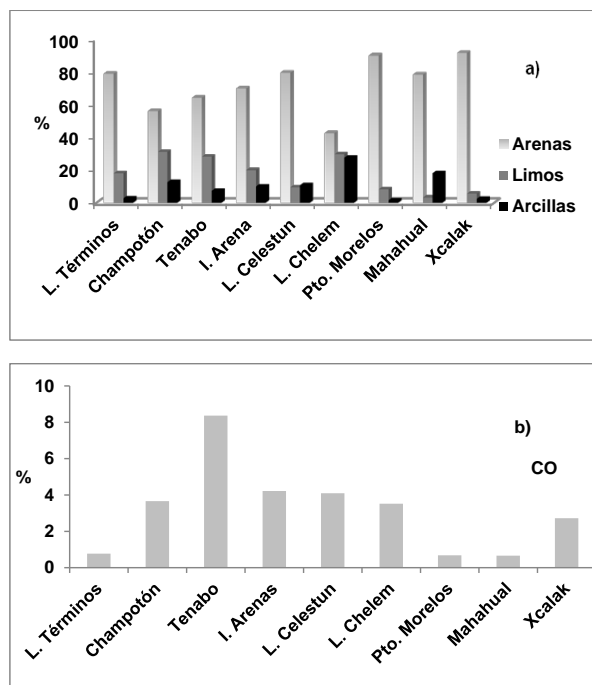 a)
100
80
60
40
20
0
%
Arenas
Limos
Arcillas
L. Términos
Champotón
Tenabo
I. Arena
L. Celestun
L. Chelem
Pto. Morelos
Mahahual
Xcalak
b)
CO
10
8
6
4
2
0
%
L. Términos
Champotón
Tenabo
I. Arenas
L. Celestun
L. Chelem
Pto. Morelos
Mahahual
Xcalak